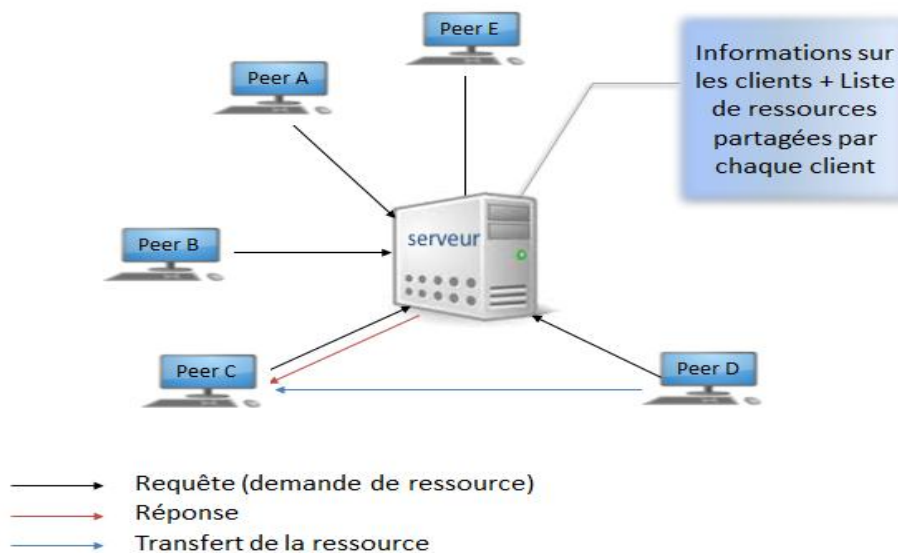 Peer E
Peer A
Informations sur
les clients + Liste
de ressources
partagées par
chaque client
Peer B
serveur
Peer C
Peer D
Requête (demande de ressource)
Réponse
Transfert de la ressource